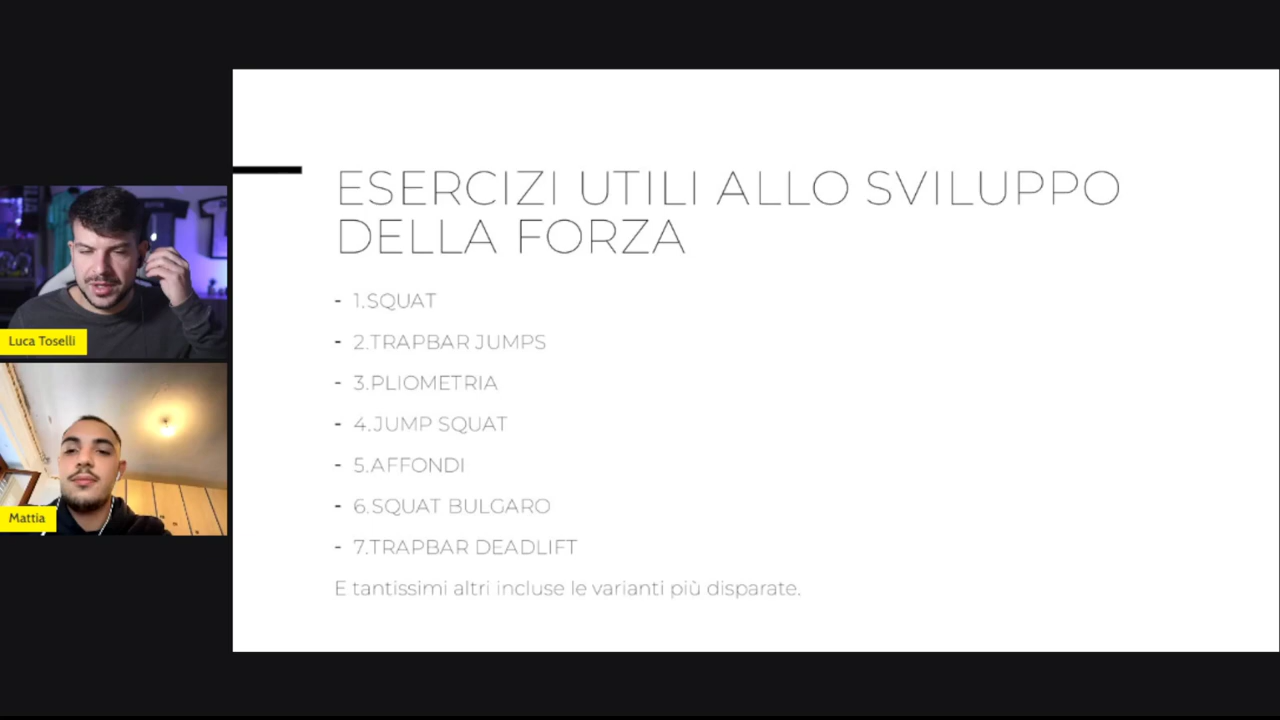 Luca Toselli
Mattia
ESERCIZI UTILI ALLO SVILUPPO
DELLA FORZA
- 1.SQUAT
- 2.TRAPBAR JUMPS
- 3.PLIOMETRIA
- 4.JUMP SQUAT
- 5.AFFONDI
- 6.SQUAT BULGARO
- 7.TRAPBAR DEADLIFT
E tantissimi altri incluse le varianti più disparate.